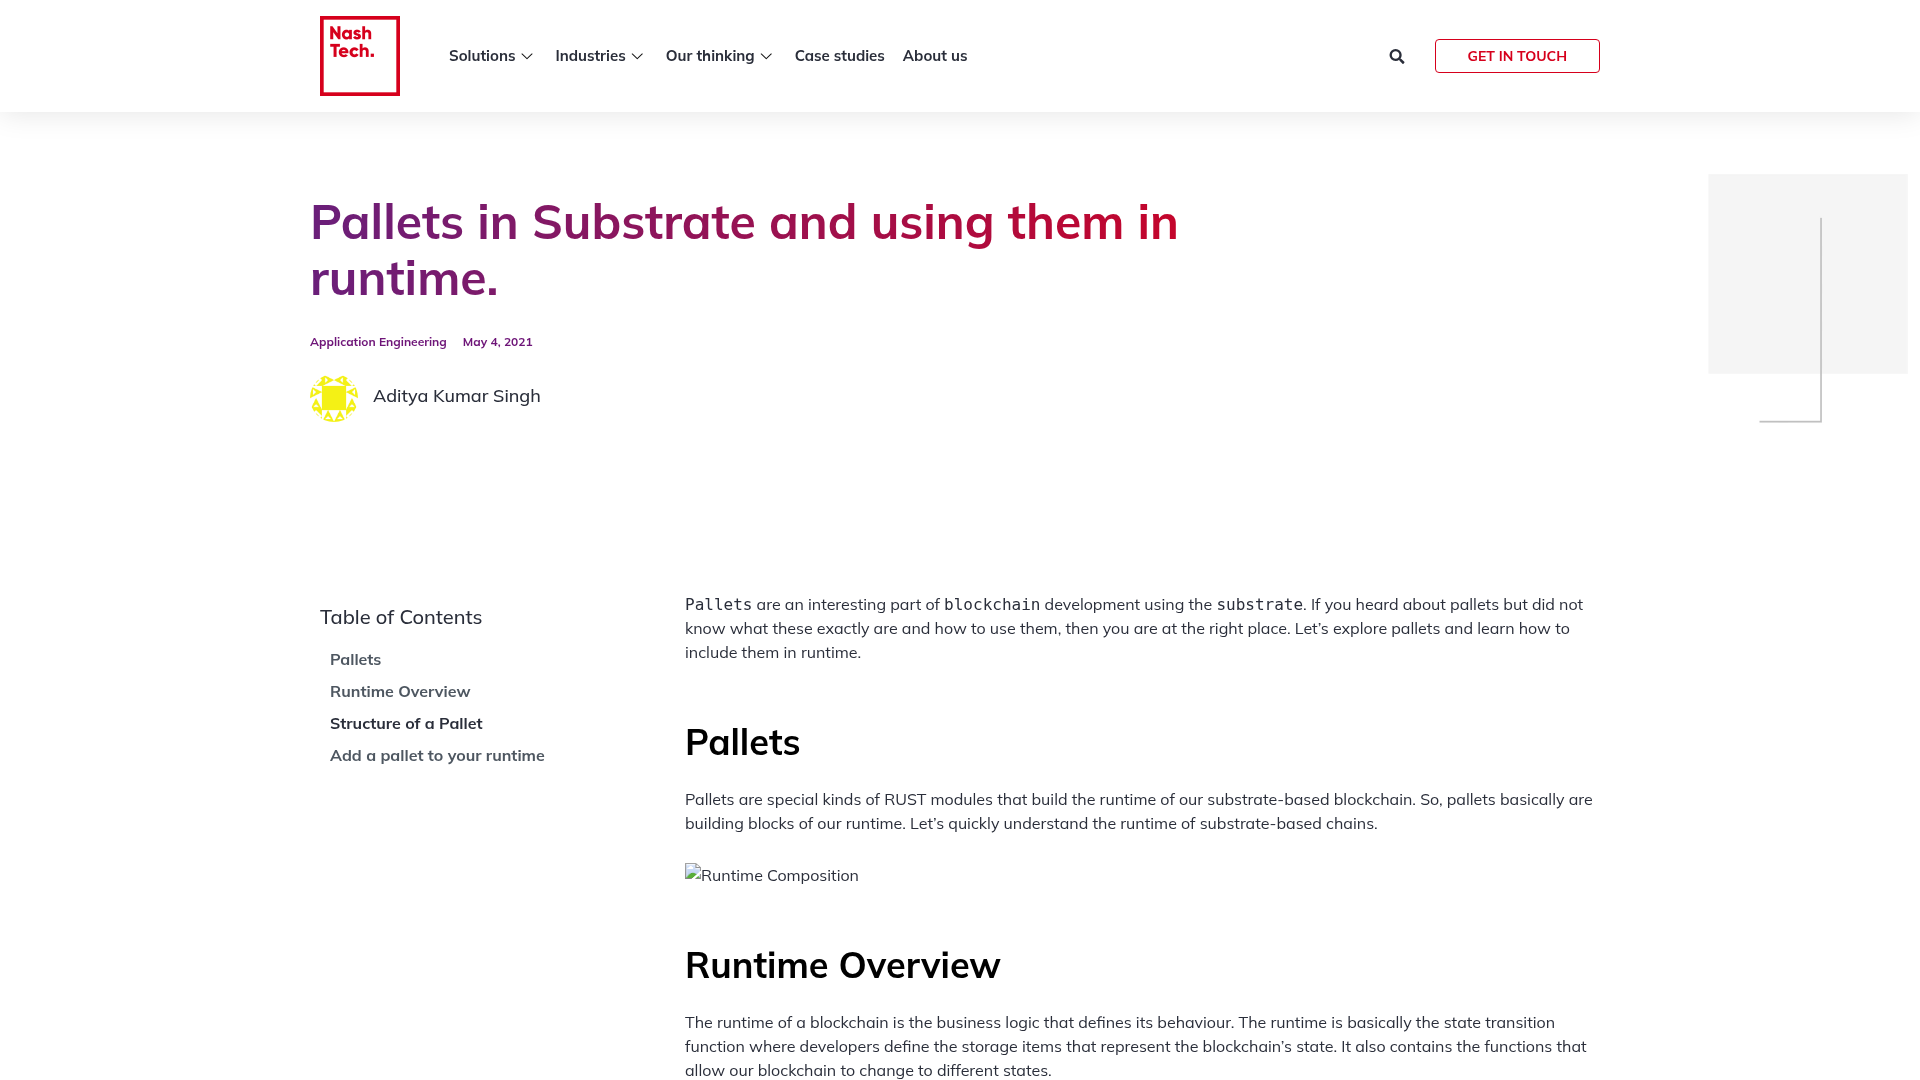 Nash
Tech.
Solutions Industries Our thinking Case studies About us
GET IN TOUCH
Pallets in Substrate and using them in
runtime.
Application Engineering May 4, 2021
Aditya Kumar Singh
Table of Contents
Pallets
Runtime Overview
Structure of a Pallet
Add a pallet to your runtime
Pallets are an interesting part of blockchain development using the substrate. If you heard about pallets but did not
know what these exactly are and how to use them, then you are at the right place. Let’s explore pallets and learn how to
include them in runtime.
Pallets
Pallets are special kinds of RUST modules that build the runtime of our substrate-based blockchain. So, pallets basically are
building blocks of our runtime. Let’s quickly understand the runtime of substrate-based chains.
Runtime Composition
Runtime Overview
The runtime of a blockchain is the business logic that defines its behaviour. The runtime is basically the state transition
function where developers define the storage items that represent the blockchain’s state. It also contains the functions that
allow our blockchain to change to different states.